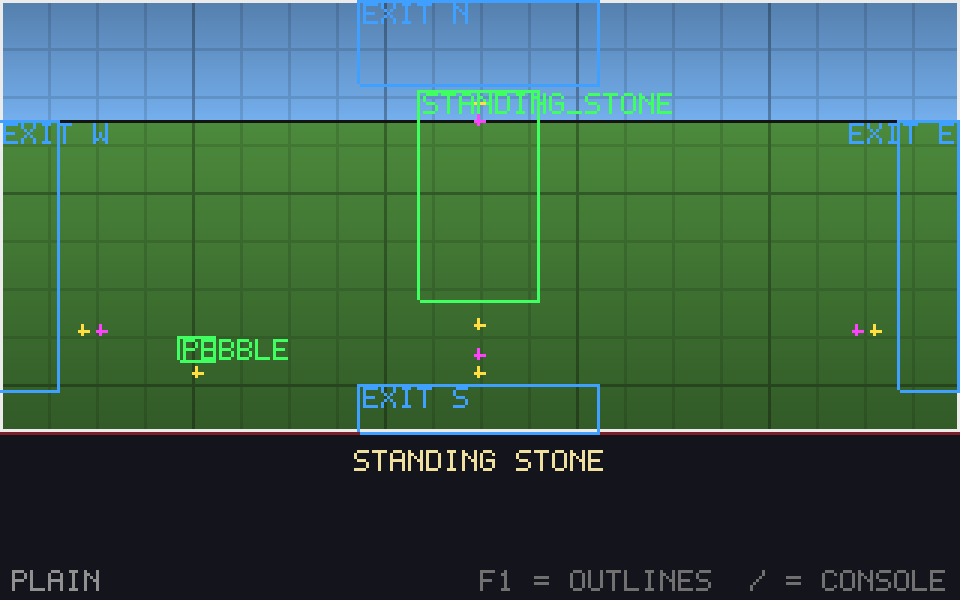 EXIT N
STANDING_STONE
EXIT W
EXIT E
PEBBLE
EXIT S
STANDING STONE
PLAIN
F1 = OUTLINES / = CONSOLE